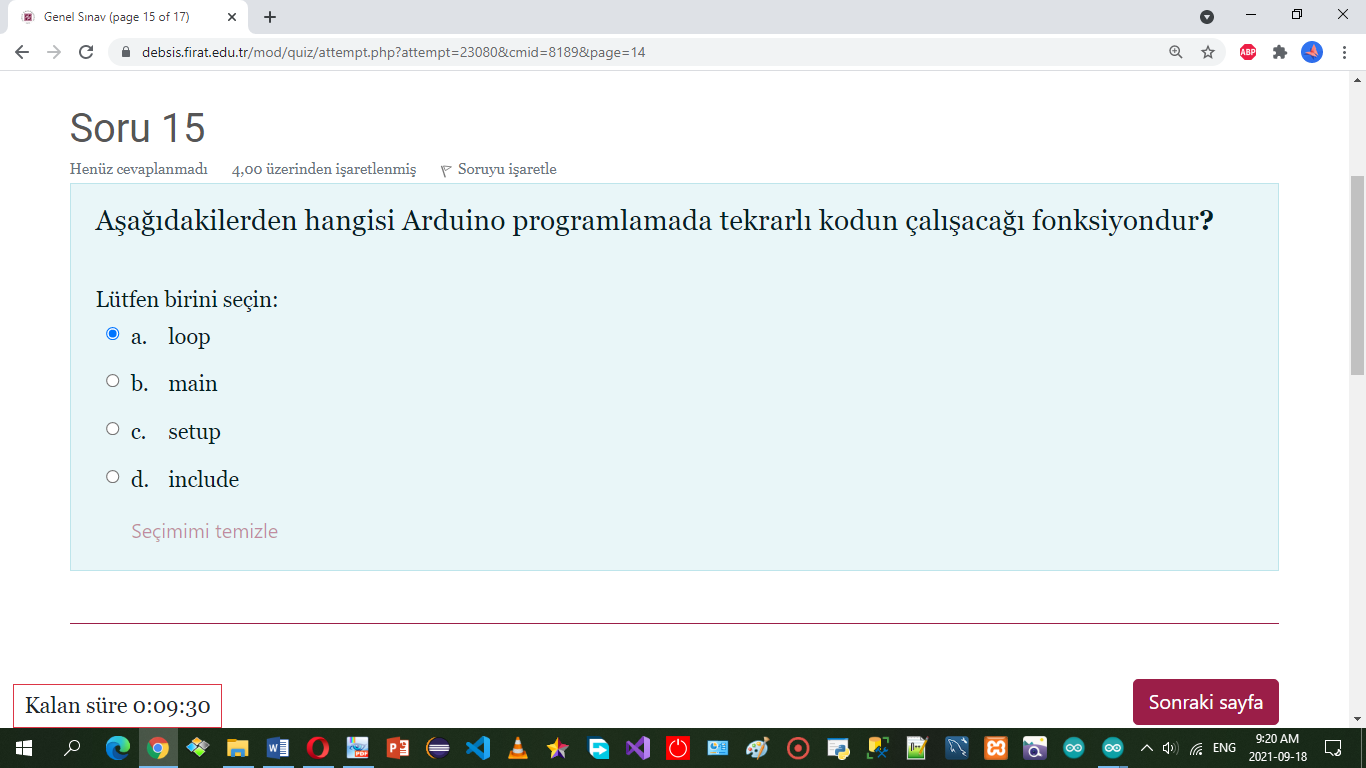 Genel Sınav (page 15 of 17)
debsis.firat.edu.tr/mod/quiz/attempt.php?attempt=23080&cmid=8189&page=14
ABP
Soru 15
Henüz cevaplanmadı 4,00 üzerinden işaretlenmiş Soruyu işaretle
Aşağıdakilerden hangisi Arduino programlamada tekrarlı kodun çalışacağı fonksiyondur?
Lütfen birini seçin:
a. loop
b. main
c. setup
d. include
Seçimimi temizle
Kalan süre 0:09:30
Sonraki sayfa
ENG
9:20 AM
2021-09-18